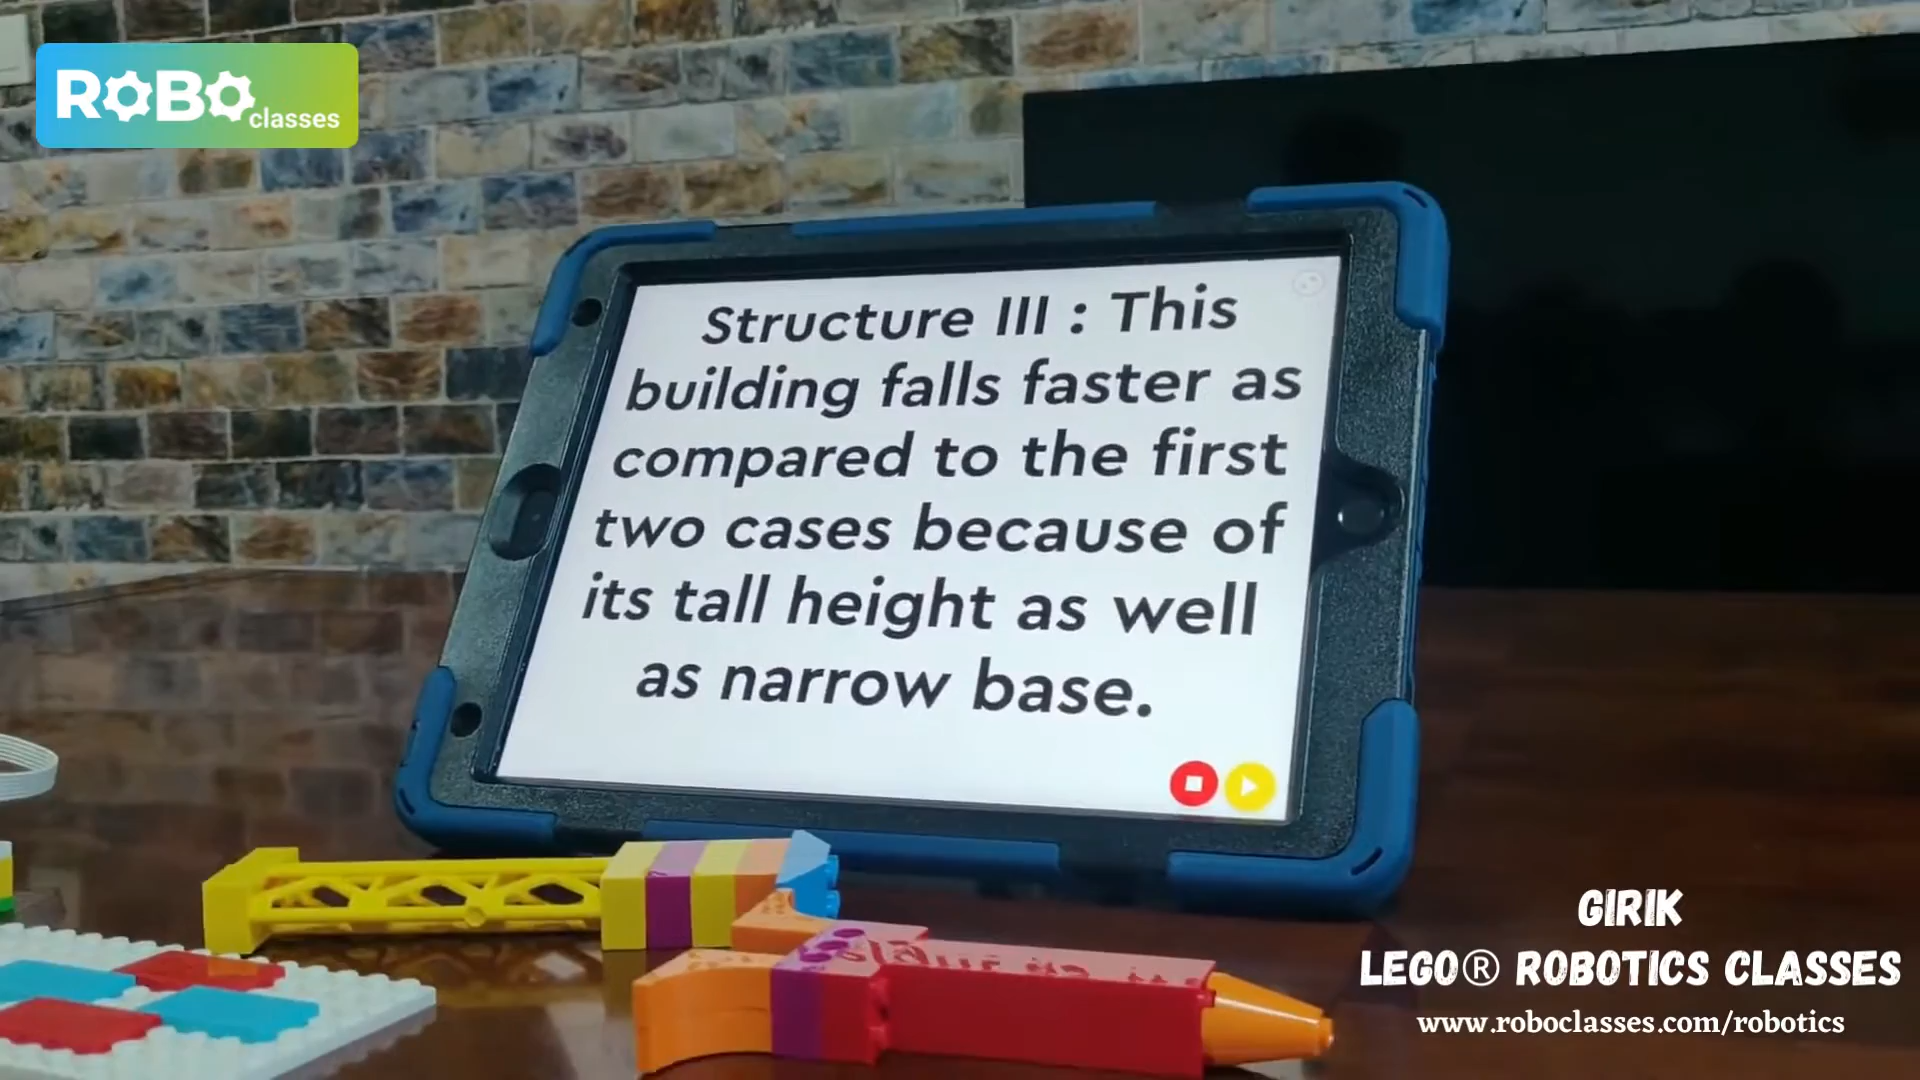 ROBO
classes
Structure III : This
building falls faster as
compared to the first
two cases because of
its tall height as well
as narrow base.
GIRIK
LEGO® ROBOTICS CLASSES
www.roboclasses.com/robotics